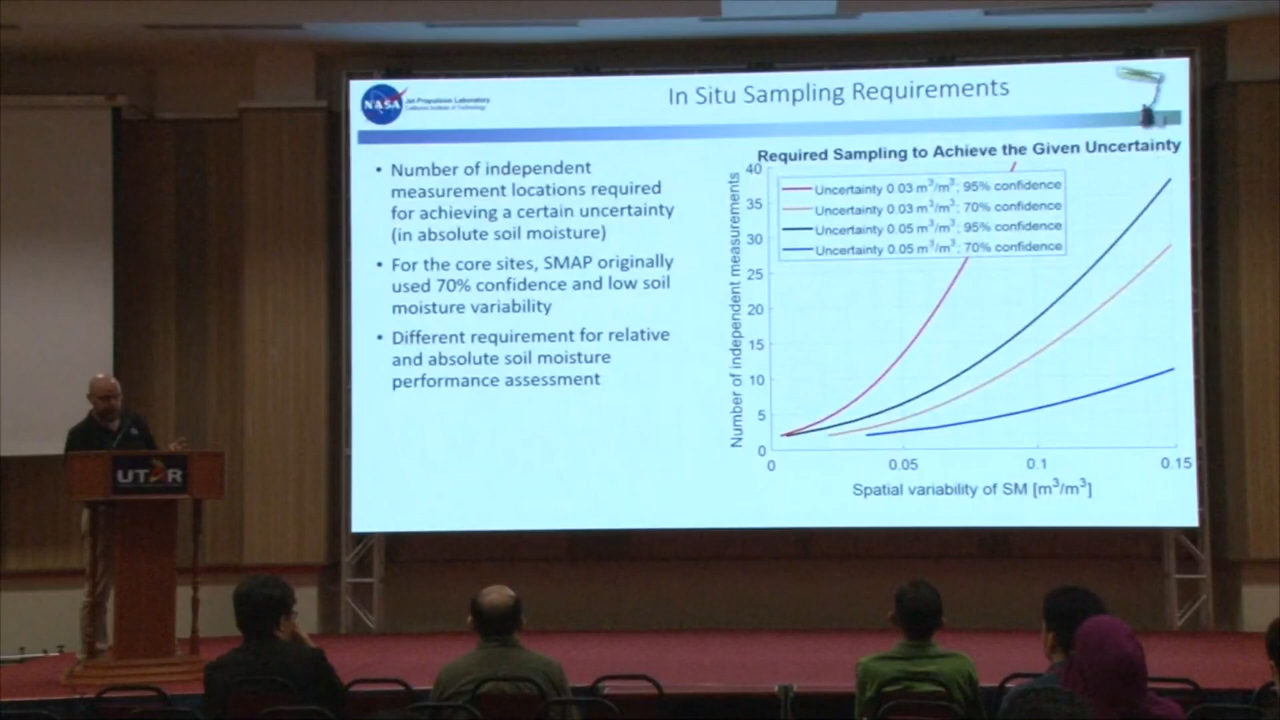 NASA
Jet Propulsion Laboratory
California Institute of Technology
In Situ Sampling Requirements
• Number of independent
measurement locations required
for achieving a certain uncertainty
(in absolute soil moisture)
• For the core sites, SMAP originally
used 70% confidence and low soil
moisture variability
• Different requirement for relative
and absolute soil moisture
performance assessment
Required Sampling to Achieve the Given Uncertainty
Uncertainty 0.03 m³/m³; 95% confidence
Uncertainty 0.03 m³/m³; 70% confidence
Uncertainty 0.05 m³/m³; 95% confidence
Uncertainty 0.05 m³/m³; 70% confidence
Number of independent measurements
40
35
30
25
20
15
10
5
0
0 0.05 0.1 0.15
Spatial variability of SM [m³/m³]
UTAR